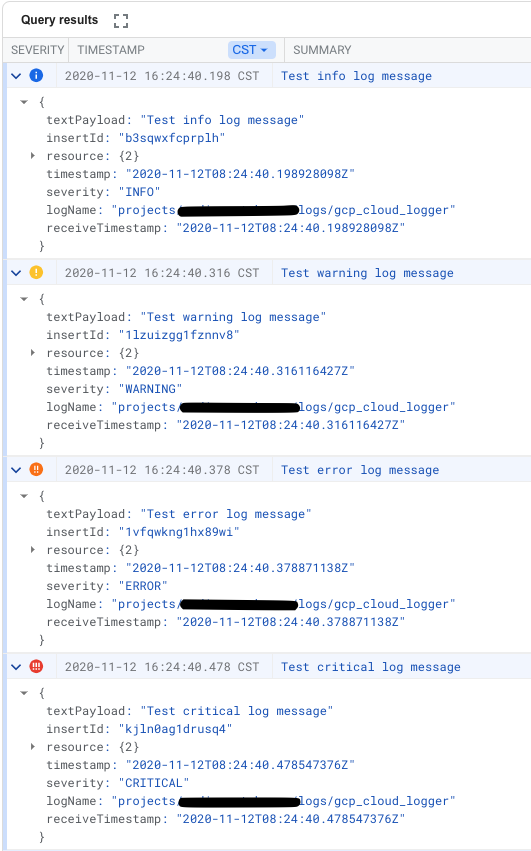 Query results
SEVERITY TIMESTAMP CST SUMMARY
2020-11-12 16:24:40.198 CST Test info log message
{
textPayload: "Test info log message"
insertId: "b3sqwxfcprplh"
resource: {2}
timestamp: "2020-11-12T08:24:40.198928098Z"
severity: "INFO"
logName: "projects/logs/gcp_cloud_logger"
receiveTimestamp: "2020-11-12T08:24:40.198928098Z"
}
2020-11-12 16:24:40.316 CST Test warning log message
{
textPayload: "Test warning log message"
insertId: "1lzuizgg1fznnv8"
resource: {2}
timestamp: "2020-11-12T08:24:40.316116427Z"
severity: "WARNING"
logName: "projects/logs/gcp_cloud_logger"
receiveTimestamp: "2020-11-12T08:24:40.316116427Z"
}
2020-11-12 16:24:40.378 CST Test error log message
{
textPayload: "Test error log message"
insertId: "1vfqwkng1hx89wi"
resource: {2}
timestamp: "2020-11-12T08:24:40.378871138Z"
severity: "ERROR"
logName: "projects/logs/gcp_cloud_logger"
receiveTimestamp: "2020-11-12T08:24:40.378871138Z"
}
2020-11-12 16:24:40.478 CST Test critical log message
{
textPayload: "Test critical log message"
insertId: "kjln0ag1drusq4"
resource: {2}
timestamp: "2020-11-12T08:24:40.478547376Z"
severity: "CRITICAL"
logName: "projects/logs/gcp_cloud_logger"
receiveTimestamp: "2020-11-12T08:24:40.478547376Z"
}